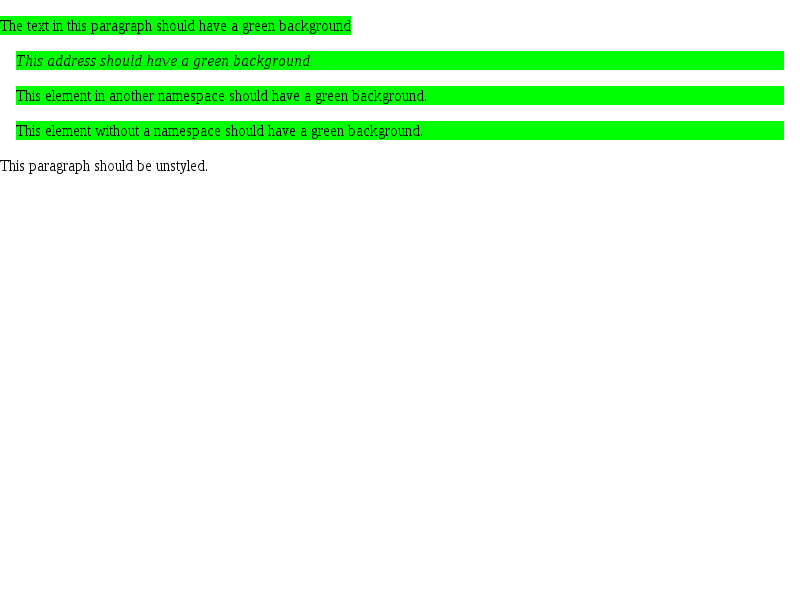 The text in this paragraph should have a green background
This address should have a green background
This element in another namespace should have a green background.
This element without a namespace should have a green background.
This paragraph should be unstyled.